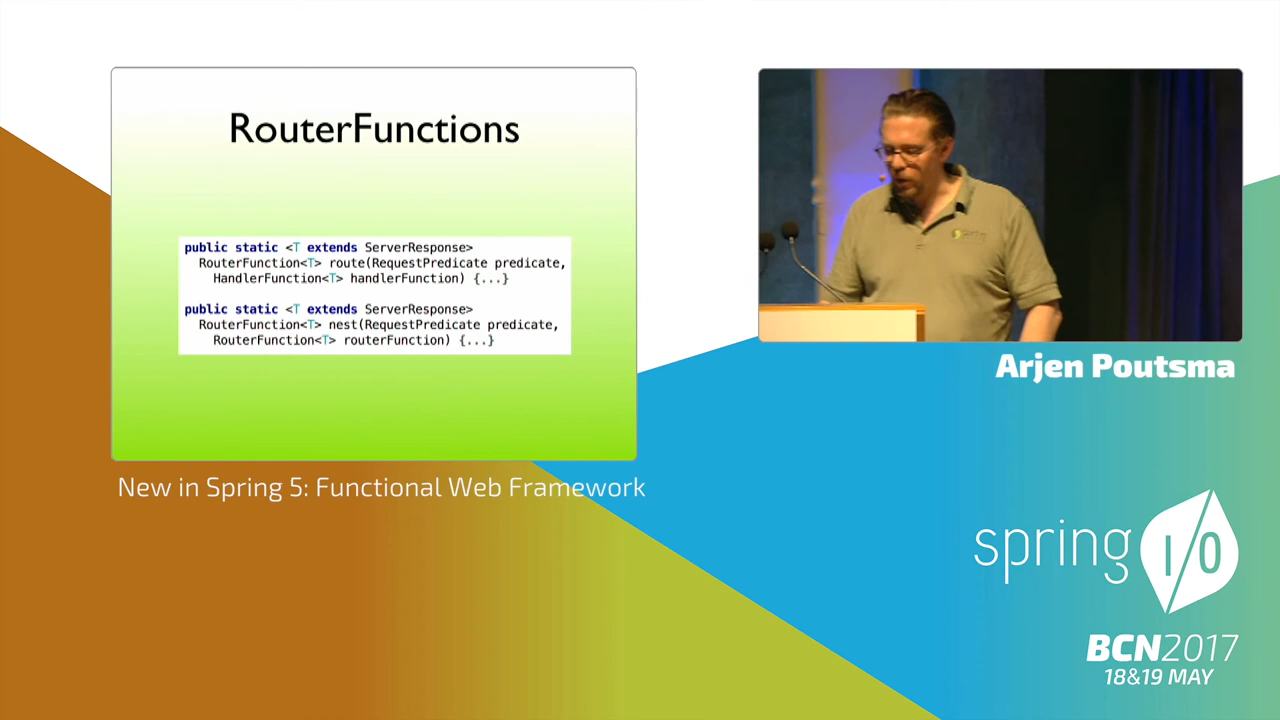 RouterFunctions
public static <T extends ServerResponse>
RouterFunction<T> route(RequestPredicate predicate,
HandlerFunction<T> handlerFunction) {...}
public static <T extends ServerResponse>
RouterFunction<T> nest(RequestPredicate predicate,
RouterFunction<T> routerFunction) {...}
New in Spring 5: Functional Web Framework
Arjen Poutsma
spring I/O
BCN2017
18&19 MAY